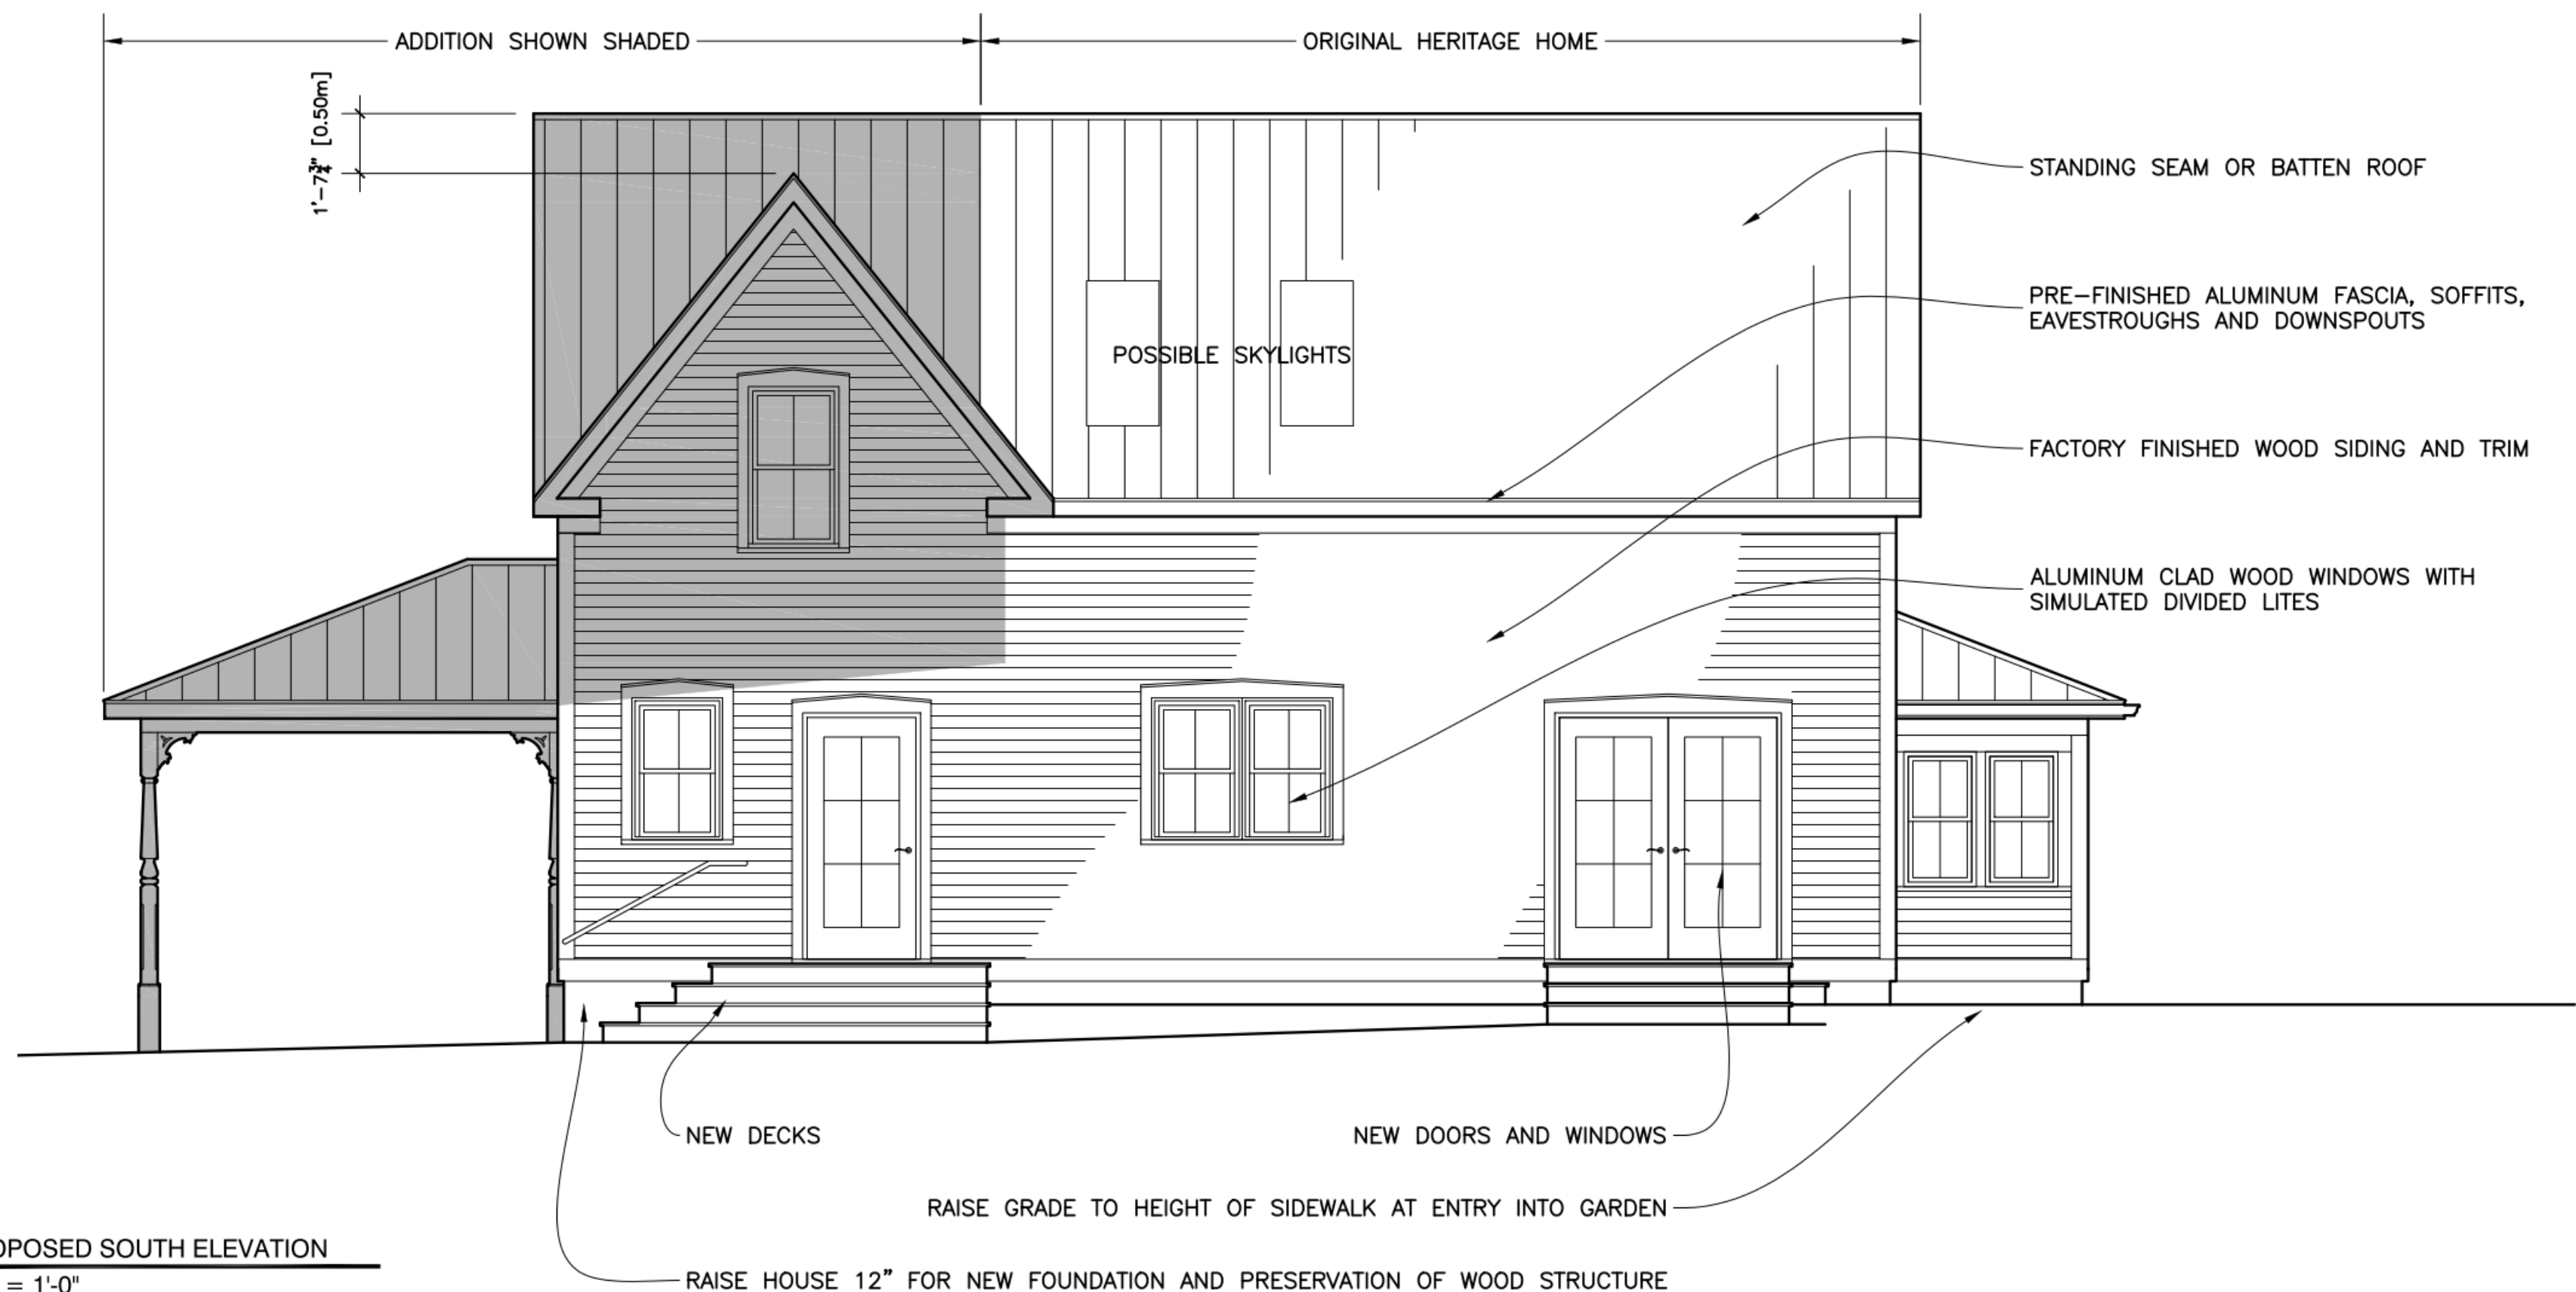 ADDITION SHOWN SHADED
ORIGINAL HERITAGE HOME
1'-7¾" [0.50m]
STANDING SEAM OR BATTEN ROOF
PRE-FINISHED ALUMINUM FASCIA, SOFFITS,
EAVESTROUGHS AND DOWNSPOUTS
POSSIBLE SKYLIGHTS
FACTORY FINISHED WOOD SIDING AND TRIM
ALUMINUM CLAD WOOD WINDOWS WITH
SIMULATED DIVIDED LITES
NEW DECKS
NEW DOORS AND WINDOWS
RAISE GRADE TO HEIGHT OF SIDEWALK AT ENTRY INTO GARDEN
OPOSED SOUTH ELEVATION
= 1'-0"
RAISE HOUSE 12" FOR NEW FOUNDATION AND PRESERVATION OF WOOD STRUCTURE